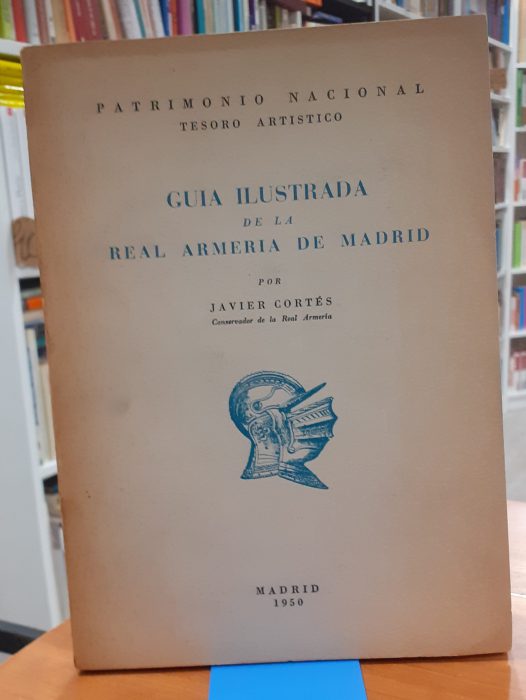 PATRIMONIO NACIONAL
TESORO ARTISTICO
GUIA ILUSTRADA
DE LA
REAL ARMERIA DE MADRID
POR
JAVIER CORTÉS
Conservador de la Real Armería
MADRID
1950